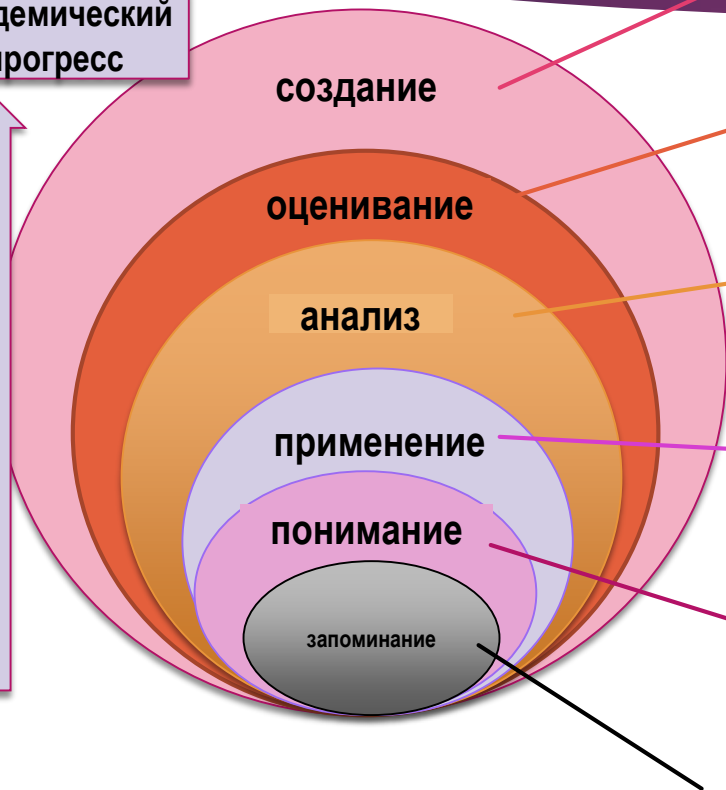 демический
прогресс
создание
оценивание
анализ
применение
понимание
запоминание